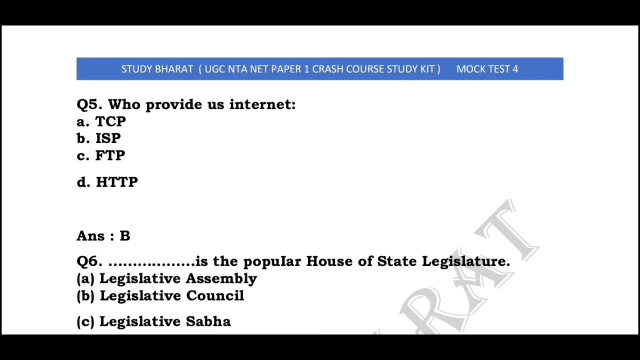 STUDY BHARAT ( UGC NTA NET PAPER 1 CRASH COURSE STUDY KIT ) MOCK TEST 4
Q5. Who provide us internet:
a. TCP
b. ISP
c. FTP
d. HTTP
Ans : B
Q6. ………………..is the popular House of State Legislature.
(a) Legislative Assembly
(b) Legislative Council
(c) Legislative Sabha